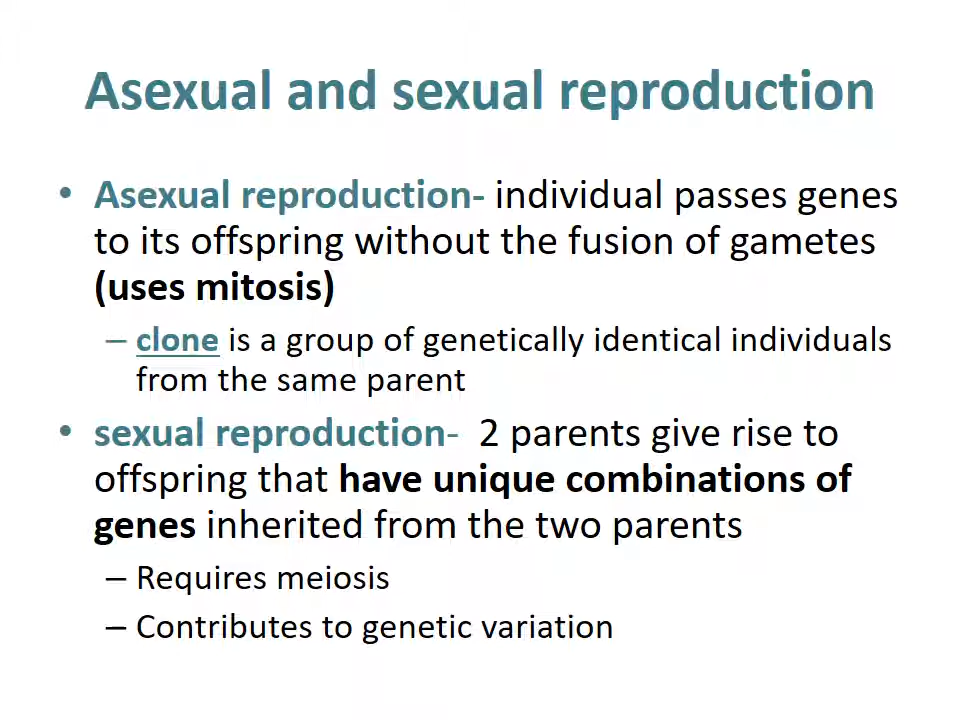 Asexual and sexual reproduction
• Asexual reproduction- individual passes genes
to its offspring without the fusion of gametes
(uses mitosis)
– clone is a group of genetically identical individuals
from the same parent
• sexual reproduction-  2 parents give rise to
offspring that have unique combinations of
genes inherited from the two parents
– Requires meiosis
– Contributes to genetic variation